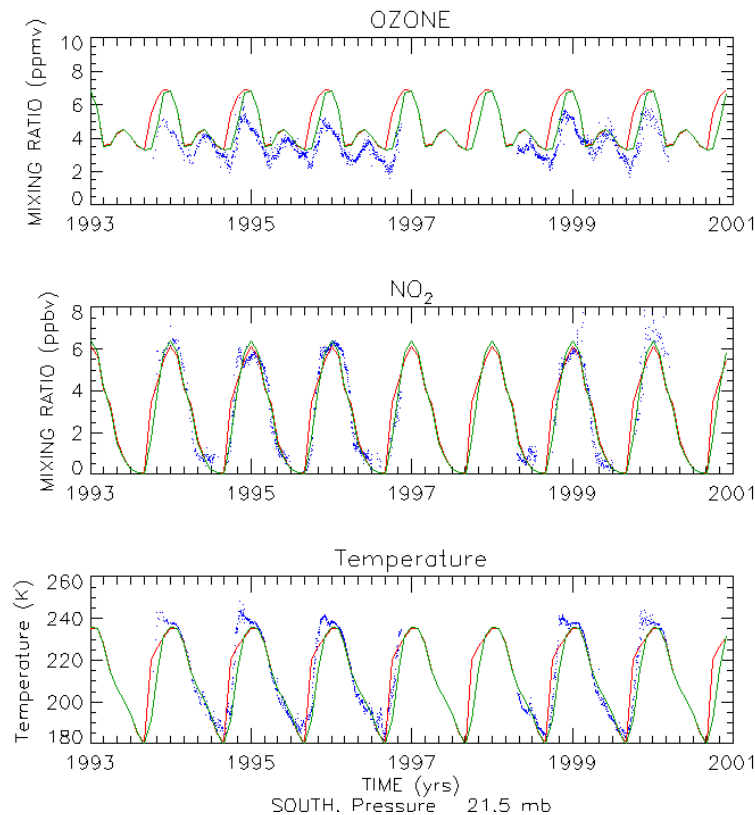 OZONE
MIXING RATIO (ppmv)
10
8
6
4
2
0
1993 1995 1997 1999 2001
NO2
MIXING RATIO (ppbv)
8
6
4
2
0
1993 1995 1997 1999 2001
Temperature
Temperature (K)
260
240
220
200
180
1993 1995 1997 1999 2001
TIME (yrs)
SOUTH, Pressure 21.5 mb